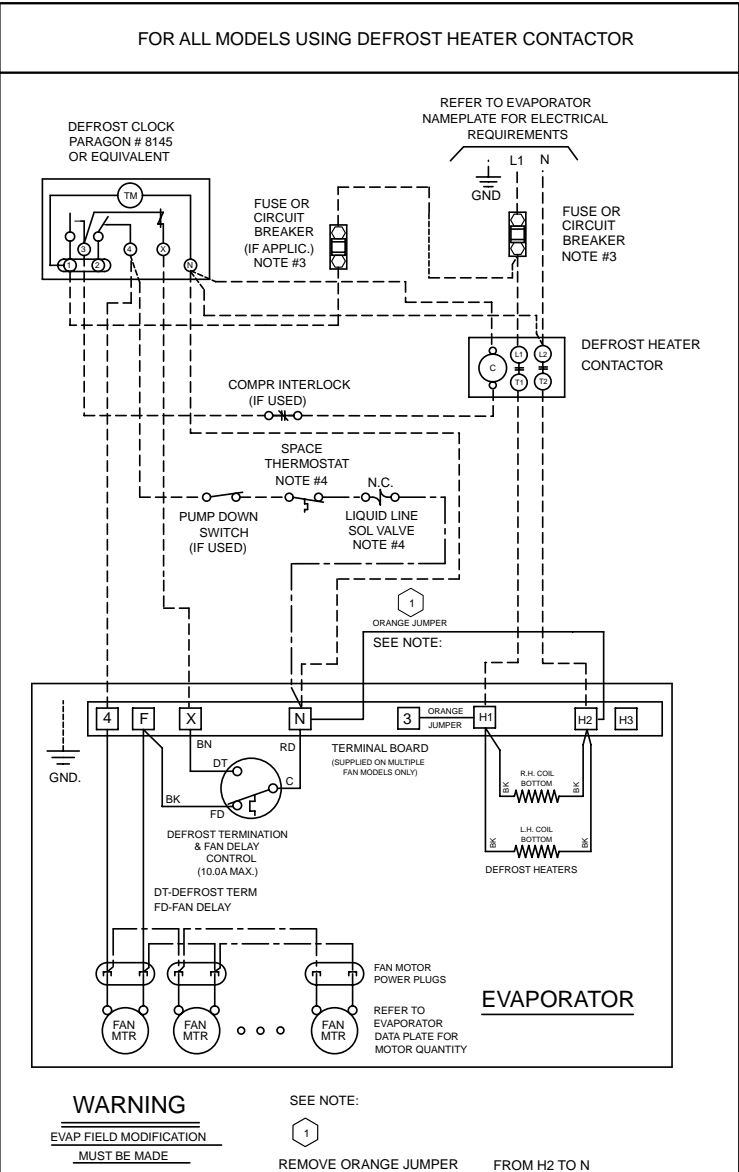 FOR ALL MODELS USING DEFROST HEATER CONTACTOR
REFER TO EVAPORATOR
NAMEPLATE FOR ELECTRICAL
REQUIREMENTS
L1 N
GND
DEFROST CLOCK
PARAGON # 8145
OR EQUIVALENT
TM
3 4 X
1 2 N
FUSE OR
CIRCUIT
BREAKER
(IF APPLIC.)
NOTE #3
FUSE OR
CIRCUIT
BREAKER
NOTE #3
DEFROST HEATER
CONTACTOR
C
L1 L2
T1 T2
COMPR INTERLOCK
(IF USED)
SPACE
THERMOSTAT
NOTE #4
N.C.
PUMP DOWN
SWITCH
(IF USED)
LIQUID LINE
SOL VALVE
NOTE #4
1
ORANGE JUMPER
SEE NOTE:
4 F X N 3 H1 H2 H3
ORANGE
JUMPER
GND.
BN
RD
TERMINAL BOARD
(SUPPLIED ON MULTIPLE
FAN MODELS ONLY)
DT
C
BK
FD
DEFROST TERMINATION
& FAN DELAY
CONTROL
(10.0A MAX.)
DT-DEFROST TERM
FD-FAN DELAY
R.H. COIL
BOTTOM
BK BK
L.H. COIL
BOTTOM
BK BK
DEFROST HEATERS
FAN MOTOR
POWER PLUGS
REFER TO
EVAPORATOR
DATA PLATE FOR
MOTOR QUANTITY
FAN
MTR
FAN
MTR
FAN
MTR
EVAPORATOR
WARNING
EVAP FIELD MODIFICATION
MUST BE MADE
SEE NOTE:
1
REMOVE ORANGE JUMPER FROM H2 TO N